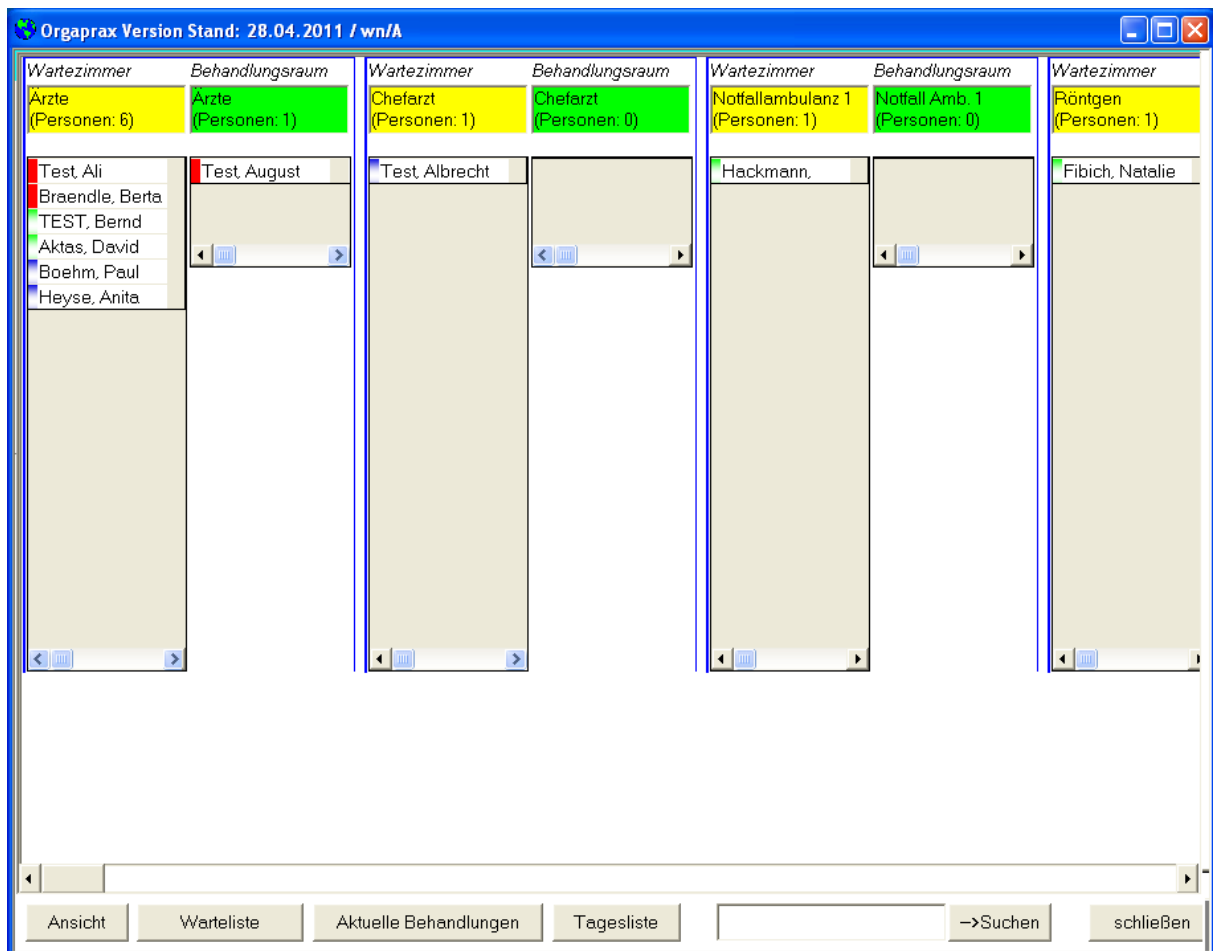 Orgaprax Version Stand: 28.04.2011 / wn/A
Wartezimmer Behandlungsraum Wartezimmer Behandlungsraum Wartezimmer Behandlungsraum Wartezimmer
Ärzte Ärzte Chefarzt Chefarzt Notfallambulanz 1 Notfall Amb. 1 Röntgen
(Personen: 6) (Personen: 1) (Personen: 1) (Personen: 0) (Personen: 1) (Personen: 0) (Personen: 1)
Test, Ali Test, August Test, Albrecht Hackmann, Fibich, Natalie
Braendle, Berta
TEST, Bernd
Aktas, David
Boehm, Paul
Heyse, Anita
Ansicht Warteliste Aktuelle Behandlungen Tagesliste -->Suchen schließen